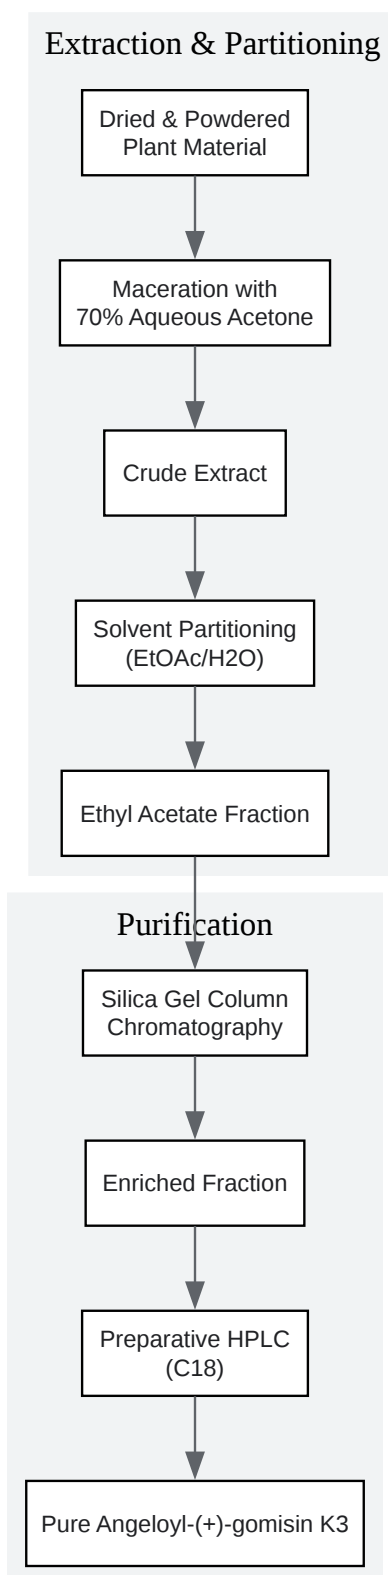 Extraction & Partitioning
Dried & Powdered
Plant Material
Maceration with
70% Aqueous Acetone
Crude Extract
Solvent Partitioning
(EtOAc/H2O)
Ethyl Acetate Fraction
Purification
Silica Gel Column
Chromatography
Enriched Fraction
Preparative HPLC
(C18)
Pure Angeloyl-(+)-gomisin K3